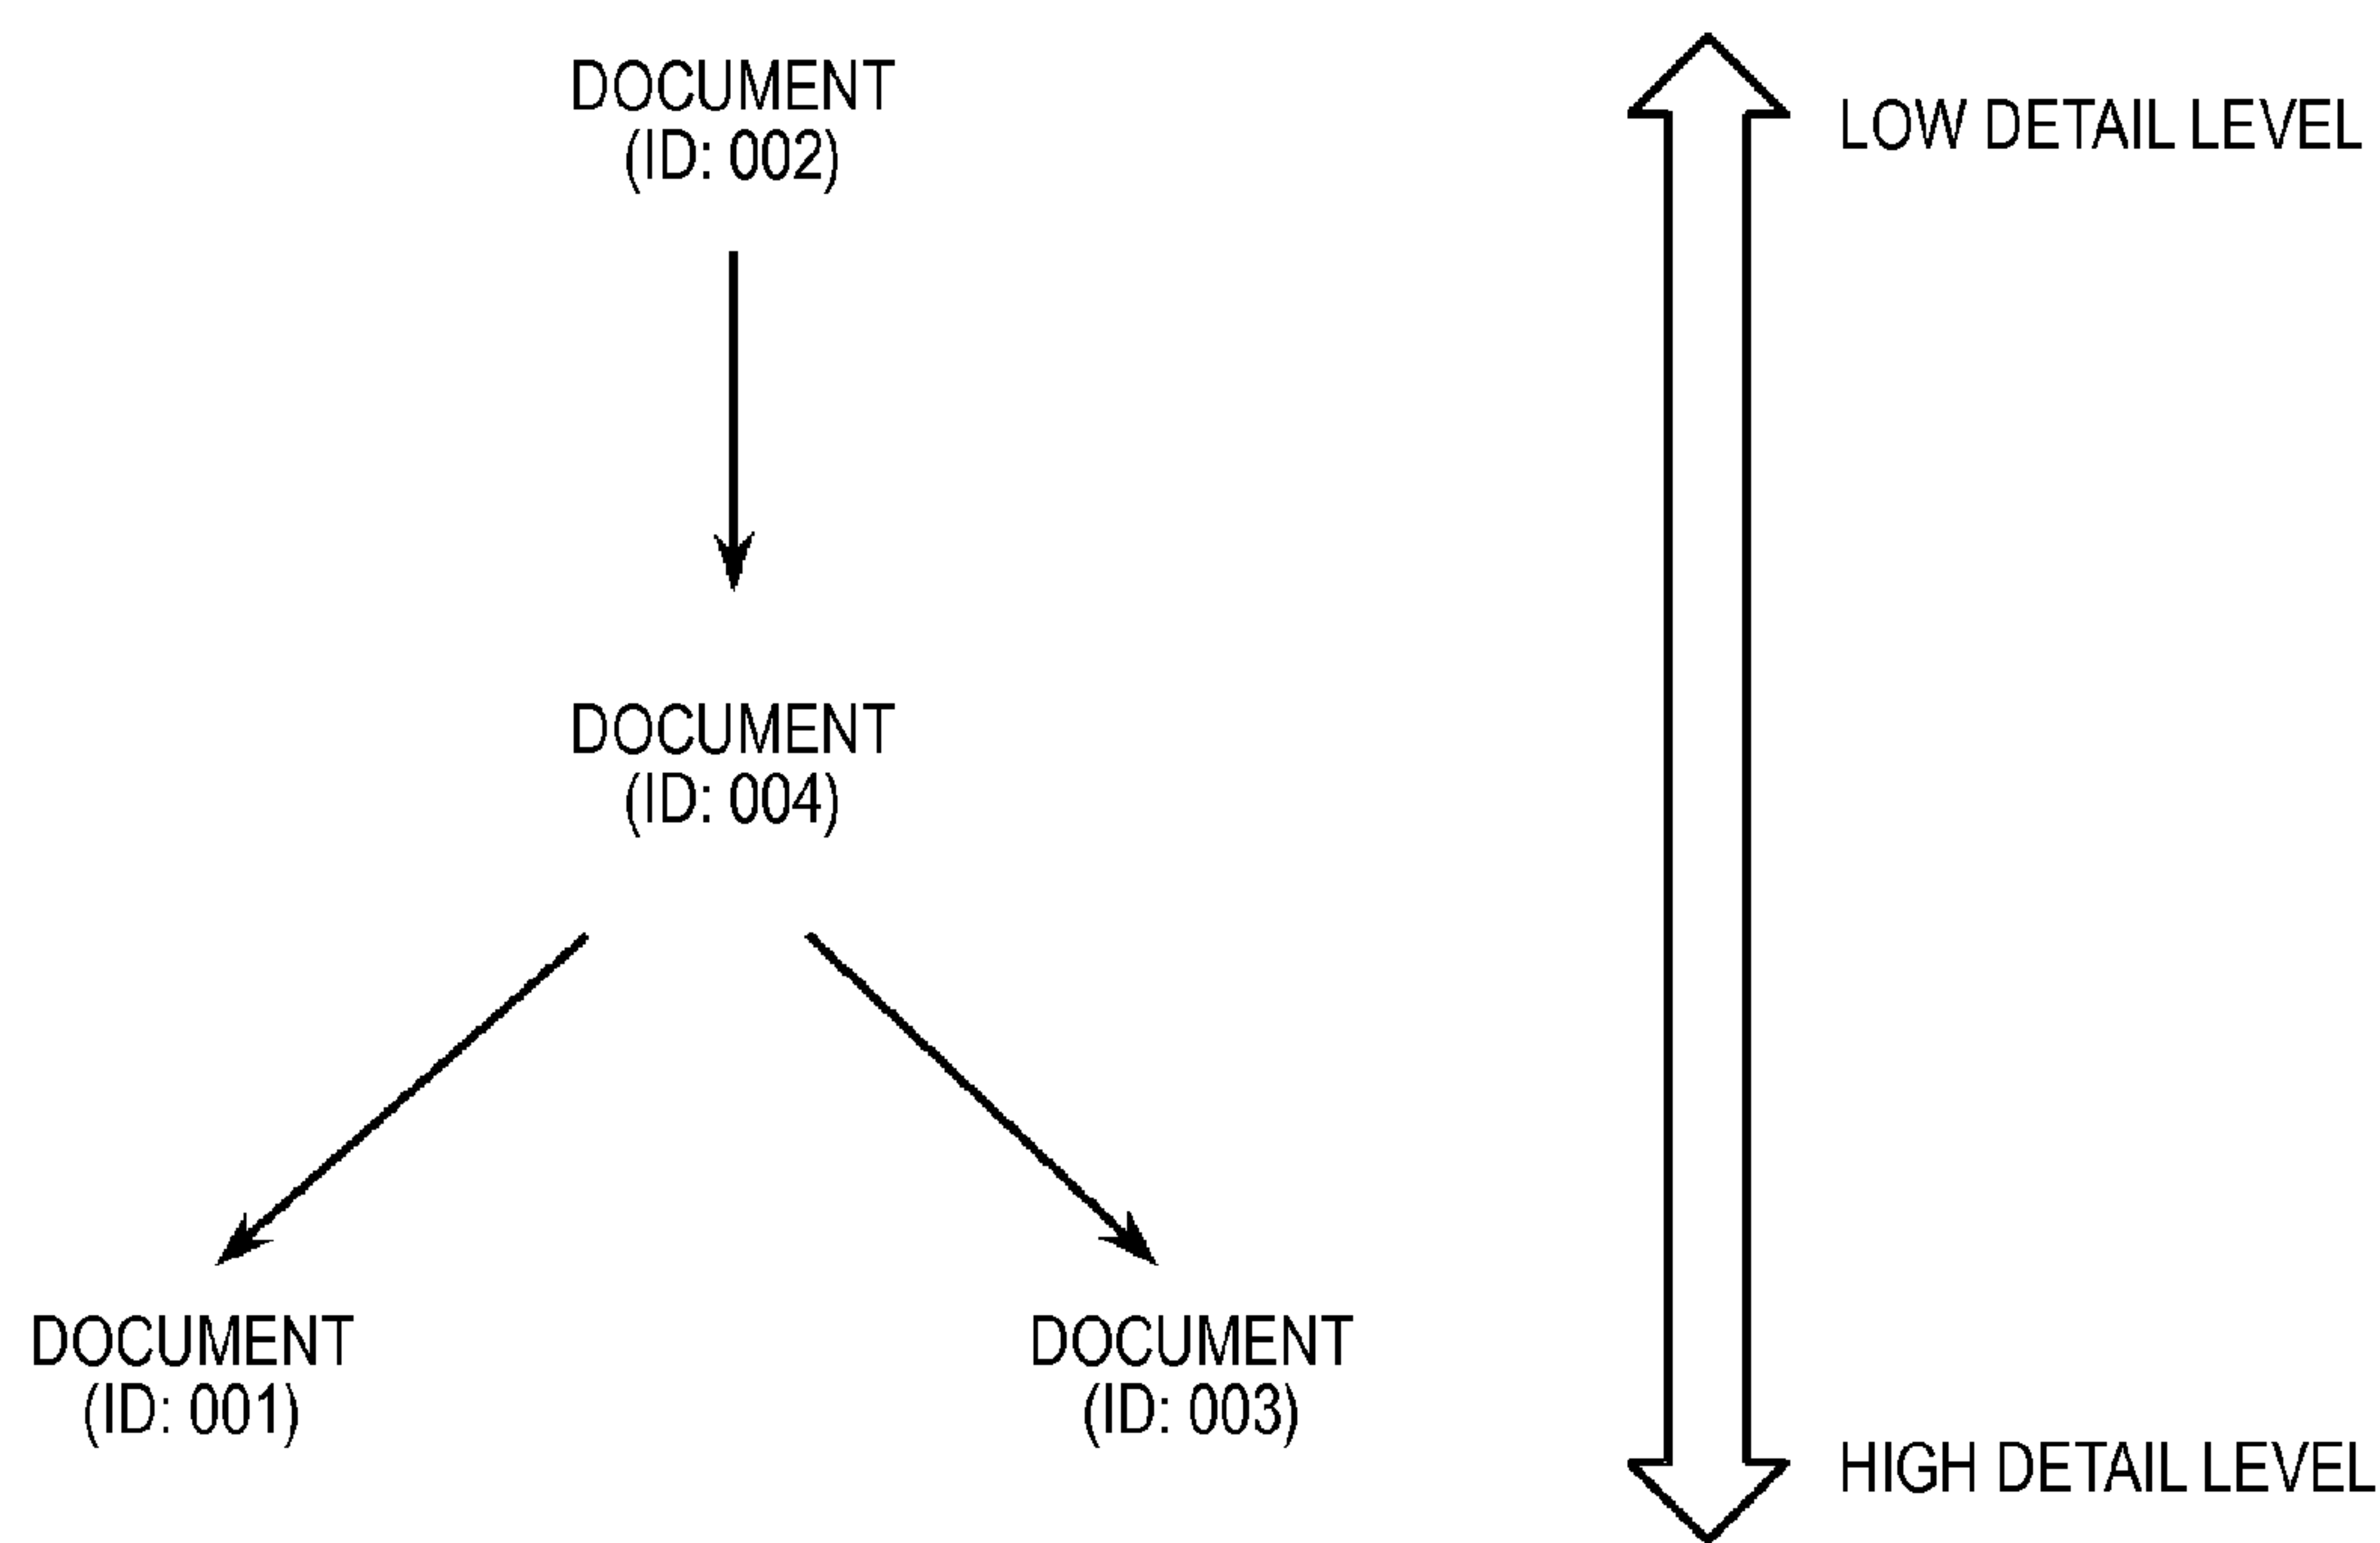 DOCUMENT
(ID: 002)
LOW DETAIL LEVEL
DOCUMENT
(ID: 004)
DOCUMENT
(ID: 001)
DOCUMENT
(ID: 003)
HIGH DETAIL LEVEL